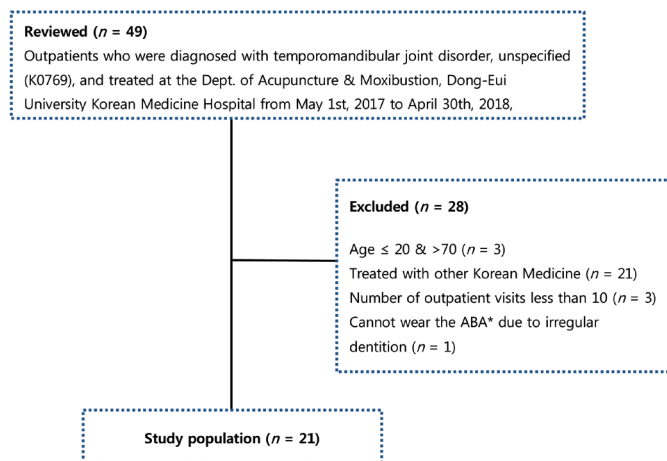 Reviewed (n = 49)
Outpatients who were diagnosed with temporomandibular joint disorder, unspecified
(K0769), and treated at the Dept. of Acupuncture & Moxibustion, Dong-Eui
University Korean Medicine Hospital from May 1st, 2017 to April 30th, 2018,
Excluded (n = 28)
Age ≤ 20 & >70 (n = 3)
Treated with other Korean Medicine (n = 21)
Number of outpatient visits less than 10 (n = 3)
Cannot wear the ABA* due to irregular
dentition (n = 1)
Study population (n = 21)